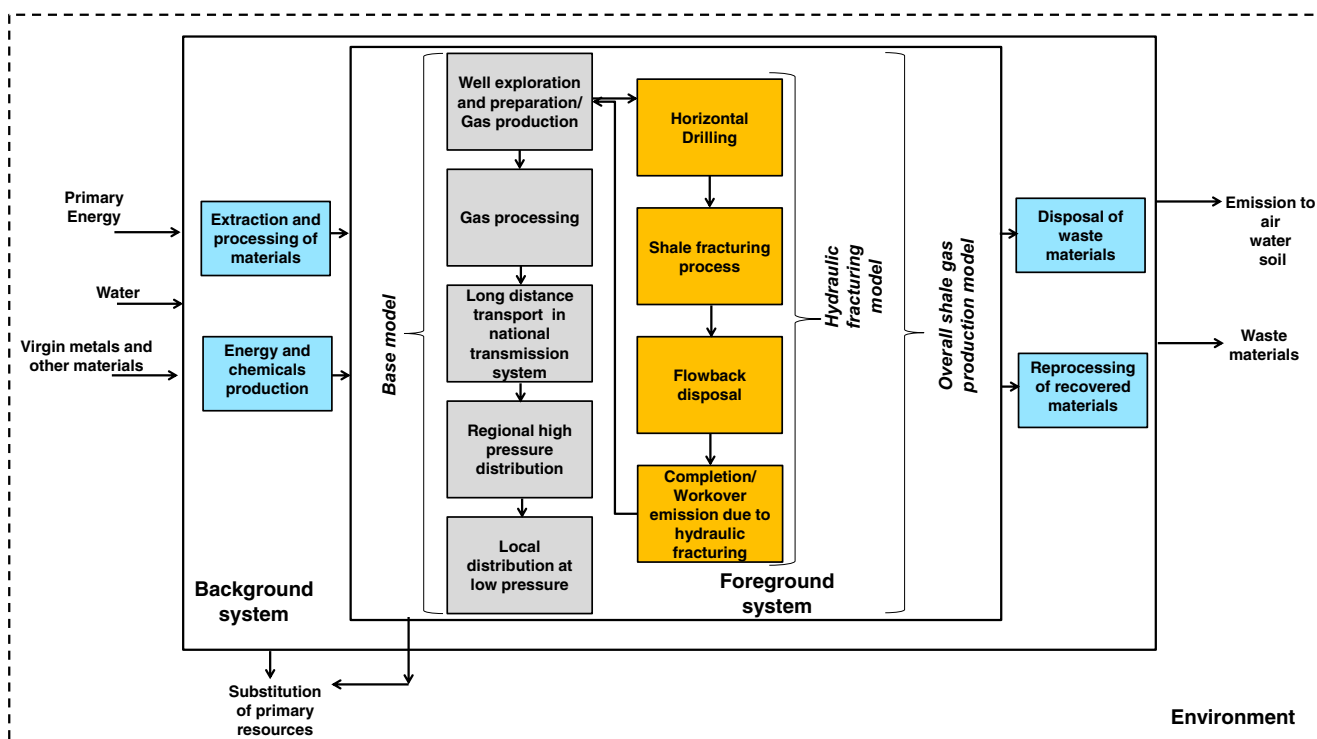 Primary
Energy
Water
Virgin metals and
other materials
Extraction and
processing of
materials
Energy and
chemicals
production
Background
system
Substitution
of primary
resources
Base model
Well exploration
and preparation/
Gas production
Gas processing
Long distance
transport in
national
transmission
system
Regional high
pressure
distribution
Local
distribution at
low pressure
Horizontal
Drilling
Shale fracturing
process
Flowback
disposal
Completion/
Workover
emission due to
hydraulic
fracturing
Hydraulic
fracturing
model
Foreground
system
Overall shale gas
production model
Disposal of
waste
materials
Reprocessing
of recovered
materials
Emission to
air
water
soil
Waste
materials
Environment